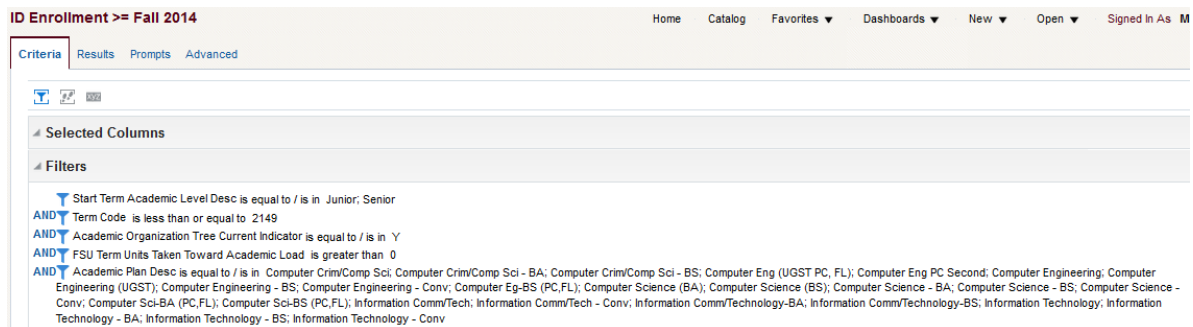 ID Enrollment >= Fall 2014
Home Catalog Favorites Dashboards New Open Signed In As M
Criteria Results Prompts Advanced
Selected Columns
Filters
Start Term Academic Level Desc is equal to / is in Junior; Senior
AND Term Code is less than or equal to 2149
AND Academic Organization Tree Current Indicator is equal to / is in Y
AND FSU Term Units Taken Toward Academic Load is greater than 0
AND Academic Plan Desc is equal to / is in Computer Crim/Comp Sci; Computer Crim/Comp Sci - BA; Computer Crim/Comp Sci - BS; Computer Eng (UGST PC, FL); Computer Eng PC Second; Computer Engineering; Computer
Engineering (UGST); Computer Engineering - BS; Computer Engineering - Conv; Computer Eg-BS (PC,FL); Computer Science (BA); Computer Science (BS); Computer Science - BA; Computer Science - BS; Computer Science -
Conv; Computer Sci-BA (PC,FL); Computer Sci-BS (PC,FL); Information Comm/Tech; Information Comm/Tech - Conv; Information Comm/Technology-BA; Information Comm/Technology-BS; Information Technology; Information
Technology - BA; Information Technology - BS; Information Technology - Conv